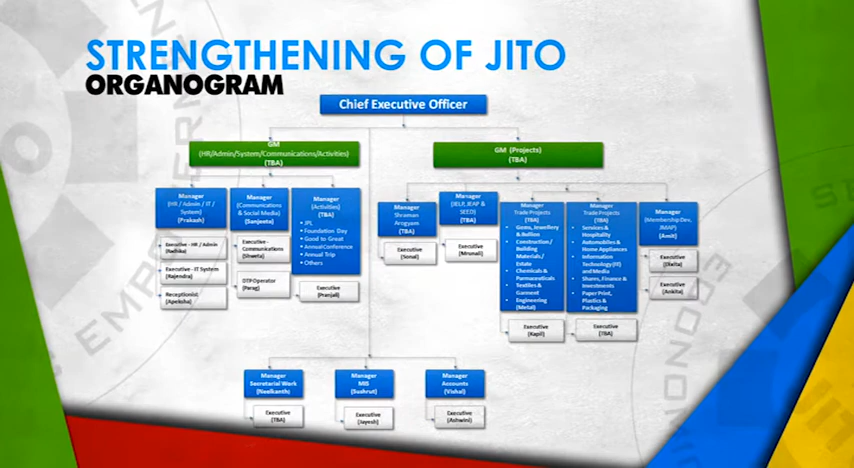 STRENGTHENING OF JITO
ORGANOGRAM
Chief Executive Officer
GM
(HR/Admin/System/Communications/Activities)
(TBA)
GM (Projects)
(TBA)
Manager
(HR / Admin / IT /
System)
(Prakash)
Executive - HR / Admin
(Radhika)
Executive - IT System
(Rajendra)
Receptionist
(Apeksha)
Manager
(Communications
& Social Media)
(Sanjeeta)
Executive -
Communications
(Shweta)
DTP Operator
(Parag)
Manager
(Activities)
(TBA)
• JPL
• Foundation Day
• Good to Great
• Annual Conference
• Annual Trip
• Others
Executive
(Pranjali)
Manager
Shraman
Arogyam
(TBA)
Executive
(Sonal)
Manager
(JELP, JEAP &
SEED)
(TBA)
Executive
(Mrunali)
Manager
Trade Projects
(TBA)
• Gems, Jewellery
& Bullion
• Construction/
Building
Materials/
Estate
• Chemicals &
Parmaceuticals
• Textiles &
Garment
• Engineering
(Metal)
Executive
(Kapil)
Manager
Trade Projects
(TBA)
• Services &
Hospitality
• Automobiles &
Home Appliances
• Information
Technology (IT)
and Media
• Shares, Finance &
Investments
• Paper Print,
Plastics &
Packaging
Executive
(TBA)
Manager
(Membership Dev,
JMAP)
(Amit)
Executive
(Ekita)
Executive
(Ankita)
Manager
Secretarial Work
(Neelkanth)
Executive
(TBA)
Manager
MIS
(Sushrut)
Executive
(Jayesh)
Manager
Accounts
(Vishal)
Executive
(Ashwini)